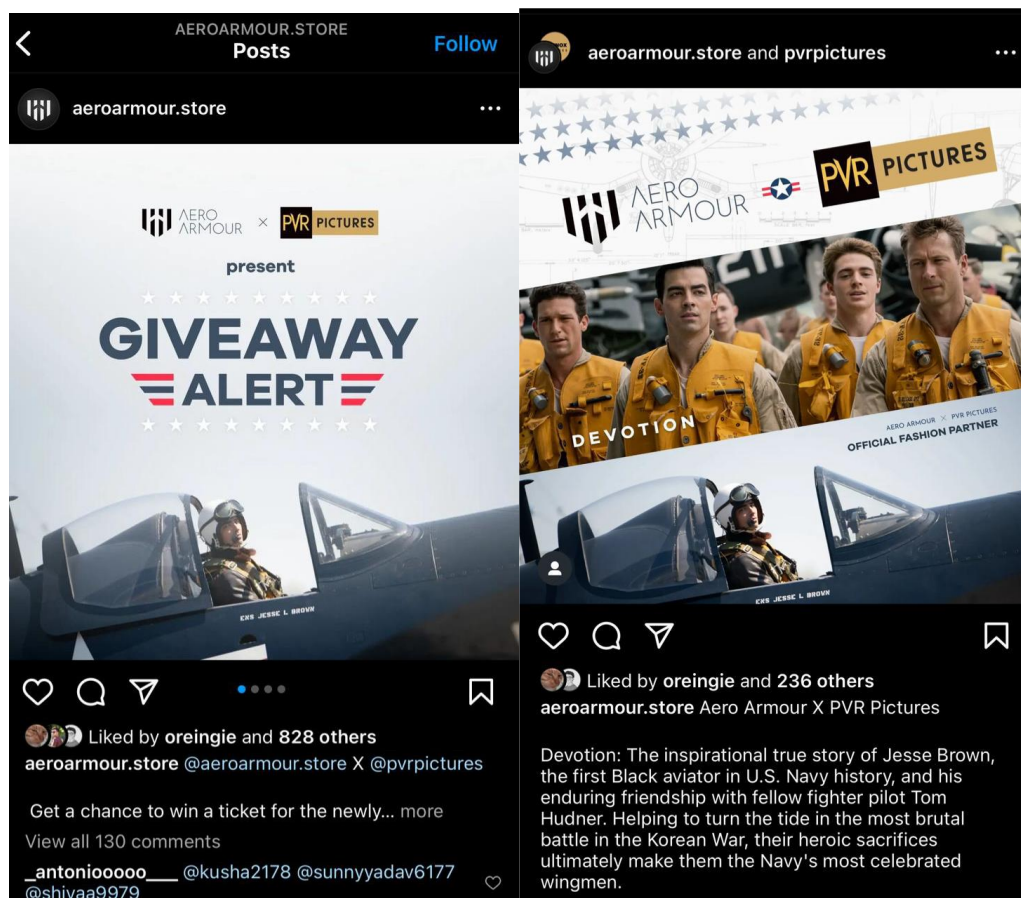 AEROARMOUR.STORE
Posts
Follow
aeroarmour.store
AERO
ARMOUR
×
PVR PICTURES
present
GIVEAWAY
ALERT
ENS JESSE L BROWN
Liked by oreingie and 828 others
aeroarmour.store @aeroarmour.store X @pvrpictures
Get a chance to win a ticket for the newly... more
View all 130 comments
_antoniooooo___ @kusha2178 @sunnyyadav6177
@shivaa9979
aeroarmour.store and pvrpictures
AERO
ARMOUR
PVR PICTURES
DEVOTION
AERO ARMOUR × PVR PICTURES
OFFICIAL FASHION PARTNER
ENS JESSE L BROWN
Liked by oreingie and 236 others
aeroarmour.store Aero Armour X PVR Pictures
Devotion: The inspirational true story of Jesse Brown,
the first Black aviator in U.S. Navy history, and his
enduring friendship with fellow fighter pilot Tom
Hudner. Helping to turn the tide in the most brutal
battle in the Korean War, their heroic sacrifices
ultimately make them the Navy's most celebrated
wingmen.